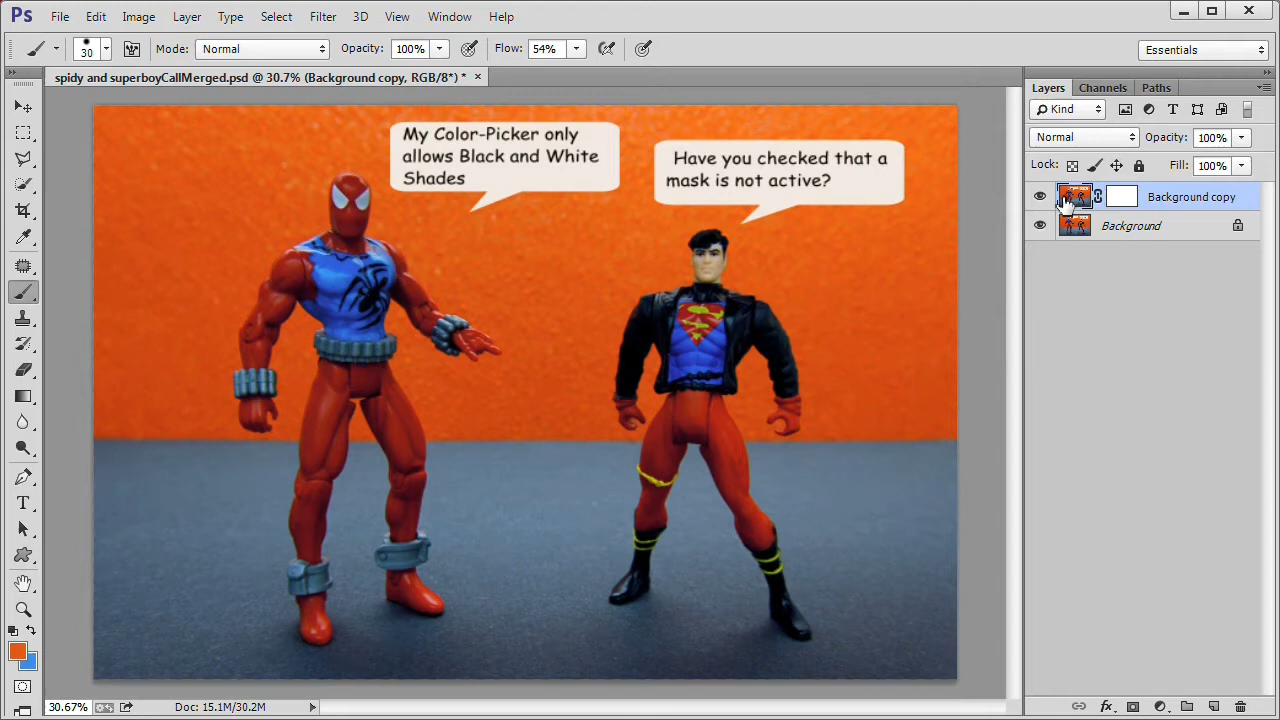 Ps File Edit Image Layer Type Select Filter 3D View Window Help
30 Mode: Normal Opacity: 100% Flow: 54% Essentials
spidy and superboyCallMerged.psd @ 30.7% (Background copy, RGB/8*) * ×
Layers Channels Paths
Kind
Normal Opacity: 100%
Lock: Fill: 100%
Background copy
Background
My Color-Picker only
allows Black and White
Shades
Have you checked that a
mask is not active?
30.67% Doc: 15.1M/30.2M